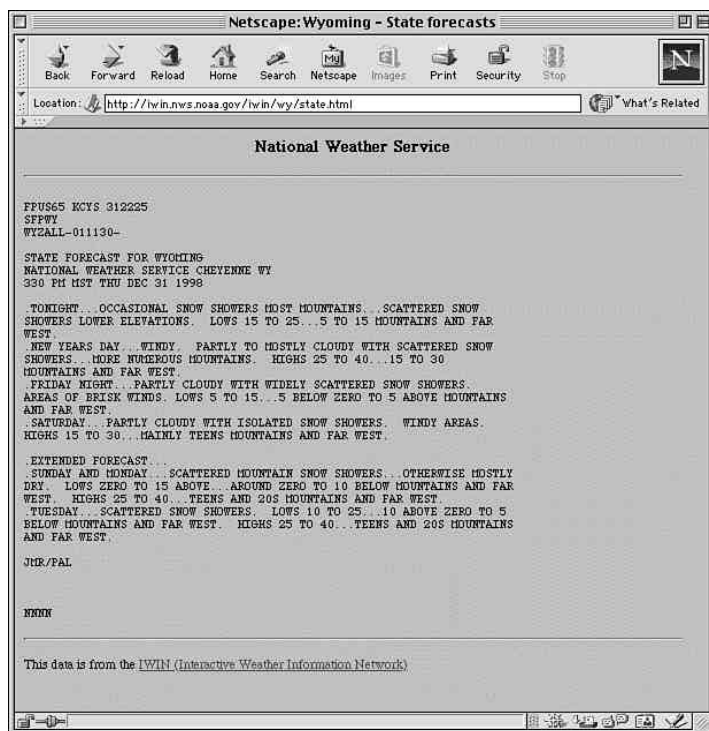 Netscape: Wyoming - State forecasts
Back Forward Reload Home Search Netscape Images Print Security Stop
My
N
Location: http://iwin.nws.noaa.gov/iwin/wy/state.html What's Related
National Weather Service
FPUS65 KCYS 312225
SFPWY
WYZALL-011130-
STATE FORECAST FOR WYOMING
NATIONAL WEATHER SERVICE CHEYENNE WY
330 PM MST THU DEC 31 1998
.TONIGHT...OCCASIONAL SNOW SHOWERS MOST MOUNTAINS...SCATTERED SNOW
SHOWERS LOWER ELEVATIONS. LOWS 15 TO 25...5 TO 15 MOUNTAINS AND FAR
WEST.
.NEW YEARS DAY...WINDY. PARTLY TO MOSTLY CLOUDY WITH SCATTERED SNOW
SHOWERS...MORE NUMEROUS MOUNTAINS. HIGHS 25 TO 40...15 TO 30
MOUNTAINS AND FAR WEST.
.FRIDAY NIGHT...PARTLY CLOUDY WITH WIDELY SCATTERED SNOW SHOWERS.
AREAS OF BRISK WINDS. LOWS 5 TO 15...5 BELOW ZERO TO 5 ABOVE MOUNTAINS
AND FAR WEST.
.SATURDAY...PARTLY CLOUDY WITH ISOLATED SNOW SHOWERS. WINDY AREAS.
HIGHS 15 TO 30...MAINLY TEENS MOUNTAINS AND FAR WEST.
.EXTENDED FORECAST...
.SUNDAY AND MONDAY...SCATTERED MOUNTAIN SNOW SHOWERS...OTHERWISE MOSTLY
DRY. LOWS ZERO TO 15 ABOVE...AROUND ZERO TO 10 BELOW MOUNTAINS AND FAR
WEST. HIGHS 25 TO 40...TEENS AND 20S MOUNTAINS AND FAR WEST.
.TUESDAY...SCATTERED SNOW SHOWERS. LOWS 10 TO 25...10 ABOVE ZERO TO 5
BELOW MOUNTAINS AND FAR WEST. HIGHS 25 TO 40...TEENS AND 20S MOUNTAINS
AND FAR WEST.
JMR/PAL
NNNN
This data is from the IWIN (Interactive Weather Information Network)